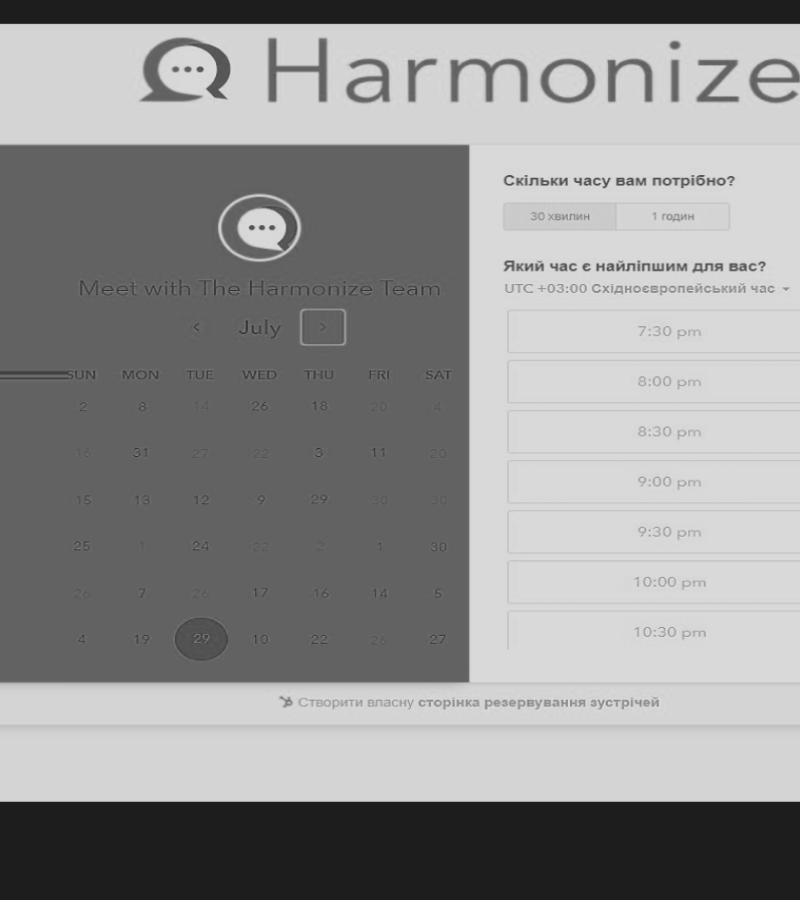 Harmonize
Meet with The Harmonize Team
< July >
SUN MON TUE WED THU FRI SAT
2 8 14 26 18 20 4
16 31 27 22 3 11 20
15 13 12 9 29 30 30
25 1 24 22 2 1 30
26 7 26 17 16 14 5
4 19 29 10 22 26 27
Скільки часу вам потрібно?
30 хвилин 1 годин
Який час є найліпшим для вас?
UTC +03:00 Східноєвропейський час
7:30 pm
8:00 pm
8:30 pm
9:00 pm
9:30 pm
10:00 pm
10:30 pm
Створити власну сторінка резервування зустрічей